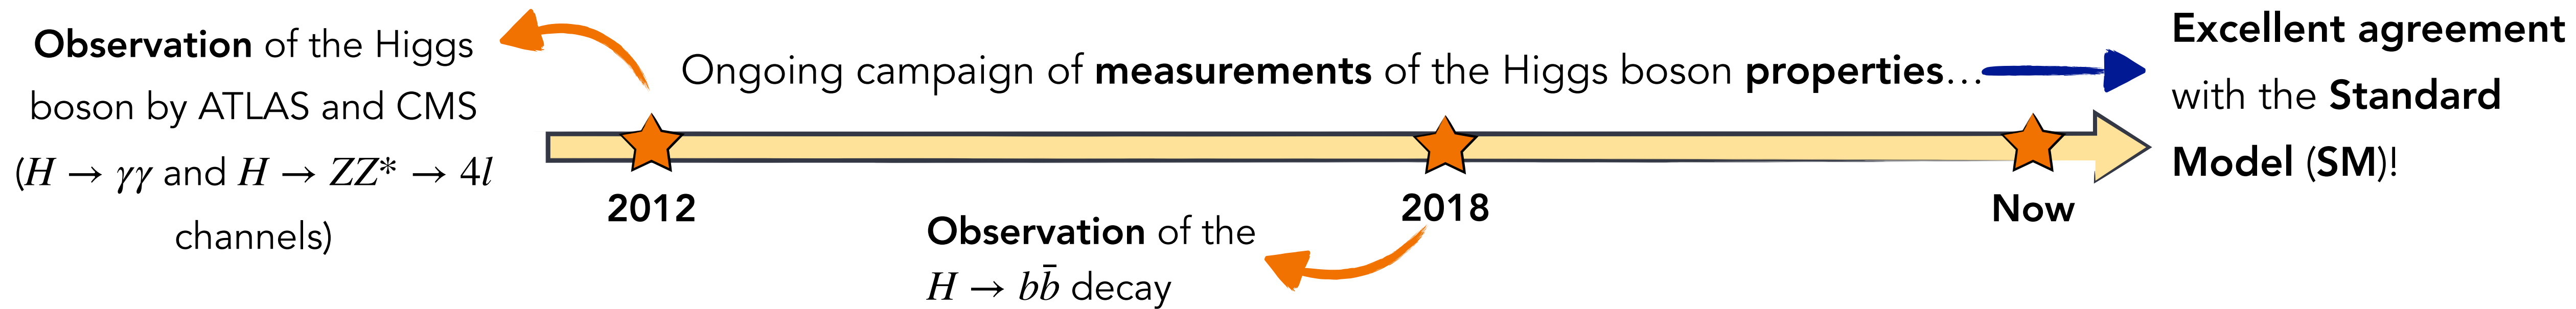 Observation of the Higgs
boson by ATLAS and CMS
(H → γγ and H → ZZ* → 4l
channels)
Ongoing campaign of measurements of the Higgs boson properties...
Excellent agreement
with the Standard
Model (SM)!
2012
2018
Now
Observation of the
H → bb̄ decay